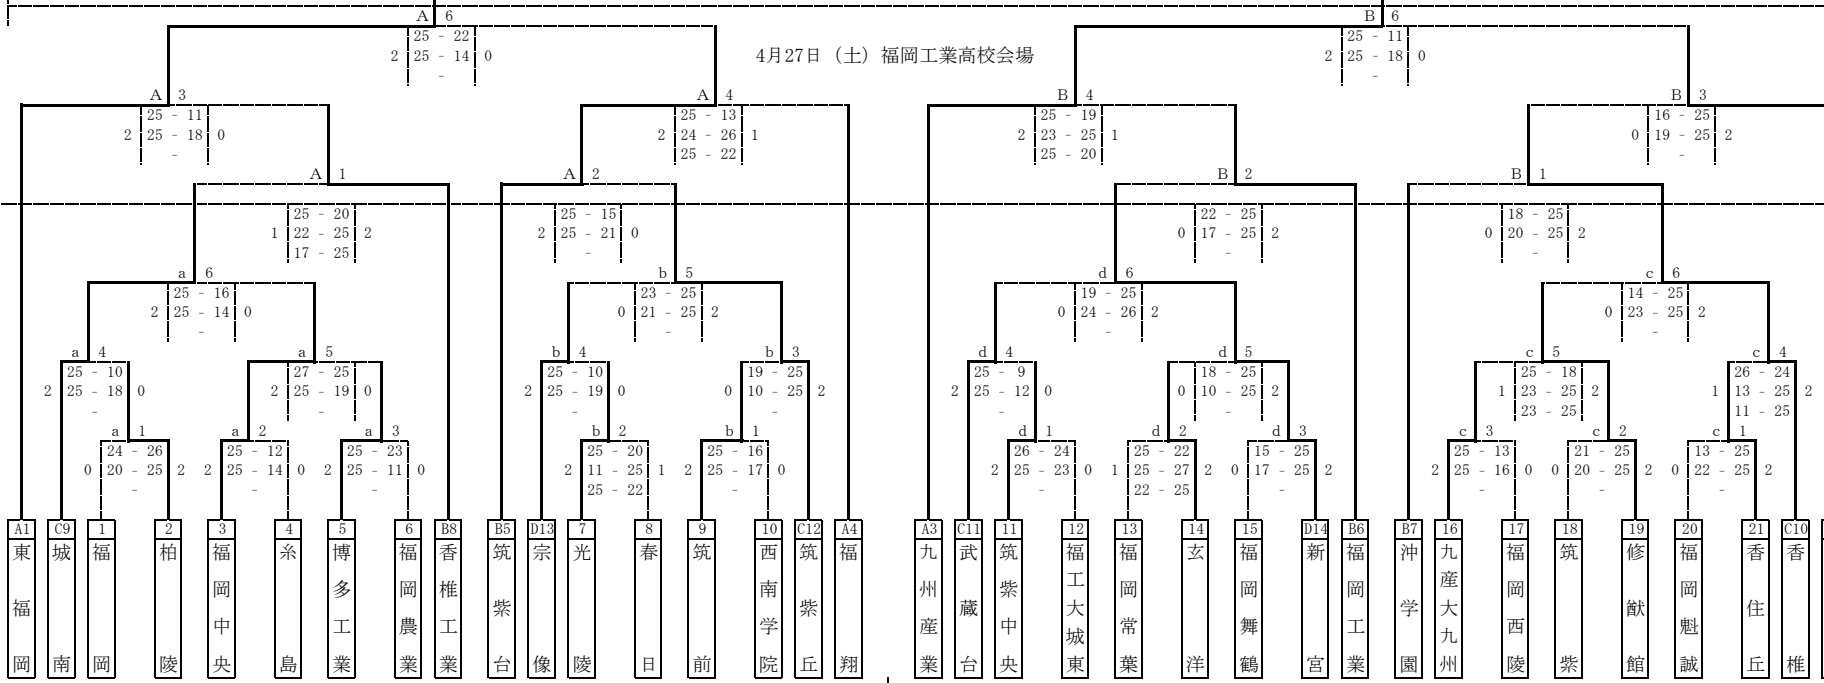 A 6
B 6
25 - 22
25 - 11
2 25 - 14 0
4月27日（土）福岡工業高校会場
2 25 - 18 0
-
-
A 3
A 4
B 4
B 3
25 - 11
25 - 13
25 - 19
16 - 25
2 25 - 18 0
2 24 - 26 1
2 23 - 25 1
0 19 - 25 2
-
25 - 22
25 - 20
-
A 1
A 2
B 2
B 1
25 - 20
25 - 15
22 - 25
18 - 25
1 22 - 25 2
2 25 - 21 0
0 17 - 25 2
0 20 - 25 2
17 - 25
-
-
-
a 6
b 5
d 6
c 6
25 - 16
23 - 25
19 - 25
14 - 25
2 25 - 14 0
0 21 - 25 2
0 24 - 26 2
0 23 - 25 2
-
-
-
-
a 4
a 5
b 4
b 3
d 4
d 5
c 5
c 4
25 - 10
27 - 25
25 - 10
19 - 25
25 - 9
18 - 25
25 - 18
26 - 24
2 25 - 18 0
2 25 - 19 0
2 25 - 19 0
0 10 - 25 2
2 25 - 12 0
0 10 - 25 2
1 23 - 25 2
1 13 - 25 2
-
-
-
-
-
-
23 - 25
11 - 25
a 1
a 2
a 3
b 2
b 1
d 1
d 2
d 3
c 3
c 2
c 1
24 - 26
25 - 12
25 - 23
25 - 20
25 - 16
26 - 24
25 - 22
15 - 25
25 - 13
21 - 25
13 - 25
0 20 - 25 2
2 25 - 14 0
2 25 - 11 0
2 11 - 25 1
2 25 - 17 0
2 25 - 23 0
1 25 - 27 2
0 17 - 25 2
2 25 - 16 0
0 20 - 25 2
0 22 - 25 2
-
-
-
25 - 22
-
-
22 - 25
-
-
-
-
A1 東福岡
C9 城南
1 福岡
2 柏陵
3 福岡中央
4 糸島
5 博多工業
6 福岡農業
B8 香椎工業
B5 筑紫台
D13 宗像
7 光陵
8 春日
9 筑前
10 西南学院
C12 筑紫丘
A4 福翔
A3 九州産業
C11 武蔵台
11 筑紫中央
12 福工大城東
13 福岡常葉
14 玄洋
15 福岡舞鶴
D14 新宮
B6 福岡工業
B7 沖学園
16 九産大九州
17 福岡西陵
18 筑紫
19 修猷館
20 福岡魁誠
21 香住丘
C10 香椎